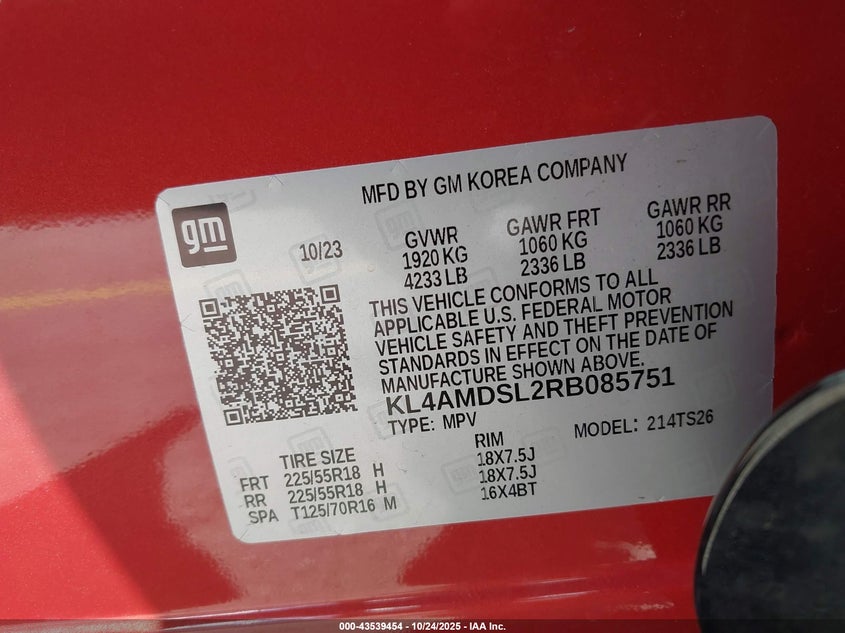 MFD BY GM KOREA COMPANY
gm
10/23
GVWR GAWR FRT GAWR RR
1920 KG 1060 KG 1060 KG
4233 LB 2336 LB 2336 LB
THIS VEHICLE CONFORMS TO ALL
APPLICABLE U.S. FEDERAL MOTOR
VEHICLE SAFETY AND THEFT PREVENTION
STANDARDS IN EFFECT ON THE DATE OF
MANUFACTURE SHOWN ABOVE.
KL4AMDSL2RB085751
TYPE: MPV MODEL: 214TS26
TIRE SIZE RIM
FRT 225/55R18 H 18X7.5J
RR 225/55R18 H 18X7.5J
SPA T125/70R16 M 16X4BT
000-43539454 - 10/24/2025 - IAA Inc.